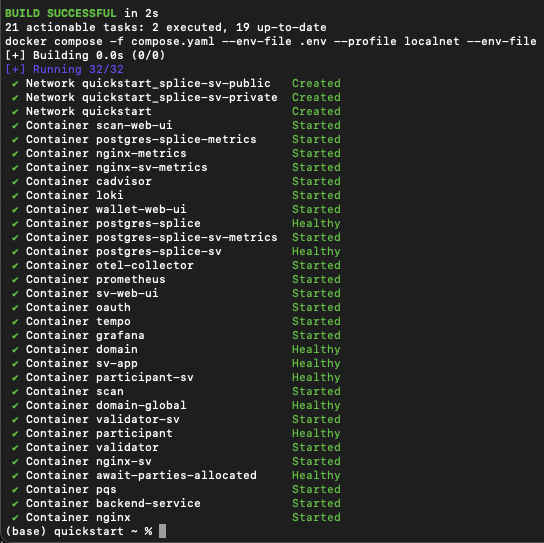 BUILD SUCCESSFUL in 2s
21 actionable tasks: 2 executed, 19 up-to-date
docker compose -f compose.yaml --env-file .env --profile localnet --env-file
[+] Building 0.0s (0/0)
[+] Running 32/32
✔ Network quickstart_splice-sv-public Created
✔ Network quickstart_splice-sv-private Created
✔ Network quickstart Created
✔ Container scan-web-ui Started
✔ Container postgres-splice-metrics Started
✔ Container nginx-metrics Started
✔ Container nginx-sv-metrics Started
✔ Container cadvisor Started
✔ Container loki Started
✔ Container wallet-web-ui Started
✔ Container postgres-splice Healthy
✔ Container postgres-splice-sv-metrics Started
✔ Container postgres-splice-sv Healthy
✔ Container otel-collector Started
✔ Container prometheus Started
✔ Container sv-web-ui Started
✔ Container oauth Started
✔ Container tempo Started
✔ Container grafana Started
✔ Container domain Healthy
✔ Container sv-app Healthy
✔ Container participant-sv Healthy
✔ Container scan Started
✔ Container domain-global Healthy
✔ Container validator-sv Started
✔ Container participant Healthy
✔ Container validator Started
✔ Container nginx-sv Started
✔ Container await-parties-allocated Healthy
✔ Container pqs Started
✔ Container backend-service Started
✔ Container nginx Started
(base) quickstart ~ %